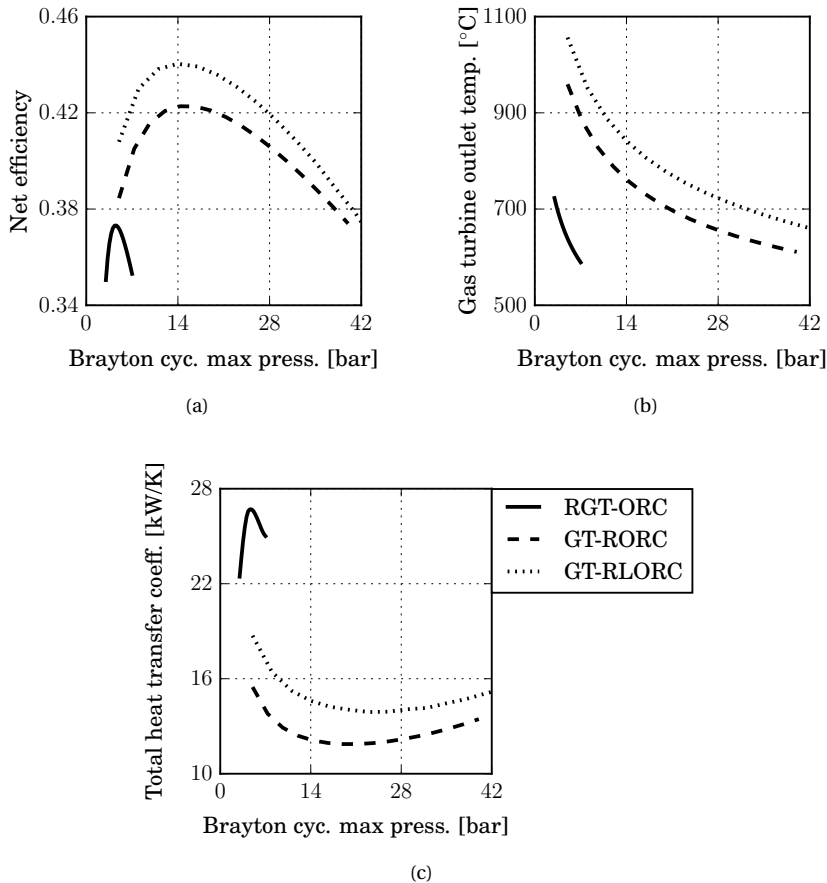 0.46
0.42
0.38
0.34
0
14
28
42
Net efficiency
Brayton cyc. max press. [bar]
(a)
1100
900
700
500
0
14
28
42
Gas turbine outlet temp. [°C]
Brayton cyc. max press. [bar]
(b)
28
22
16
10
0
14
28
42
Total heat transfer coeff. [kW/K]
Brayton cyc. max press. [bar]
RGT-ORC
GT-RORC
GT-RLORC
(c)